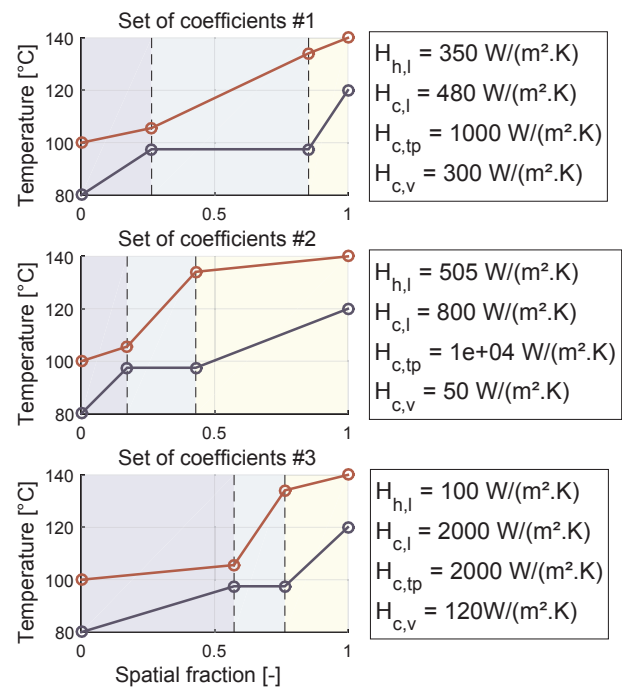 Set of coefficients #1
Temperature [°C]
140
120
100
80
0
0.5
1
H_h,l = 350 W/(m².K)
H_c,l = 480 W/(m².K)
H_c,tp = 1000 W/(m².K)
H_c,v = 300 W/(m².K)
Set of coefficients #2
Temperature [°C]
140
120
100
80
0
0.5
1
H_h,l = 505 W/(m².K)
H_c,l = 800 W/(m².K)
H_c,tp = 1e+04 W/(m².K)
H_c,v = 50 W/(m².K)
Set of coefficients #3
Temperature [°C]
140
120
100
80
0
0.5
1
Spatial fraction [-]
H_h,l = 100 W/(m².K)
H_c,l = 2000 W/(m².K)
H_c,tp = 2000 W/(m².K)
H_c,v = 120W/(m².K)